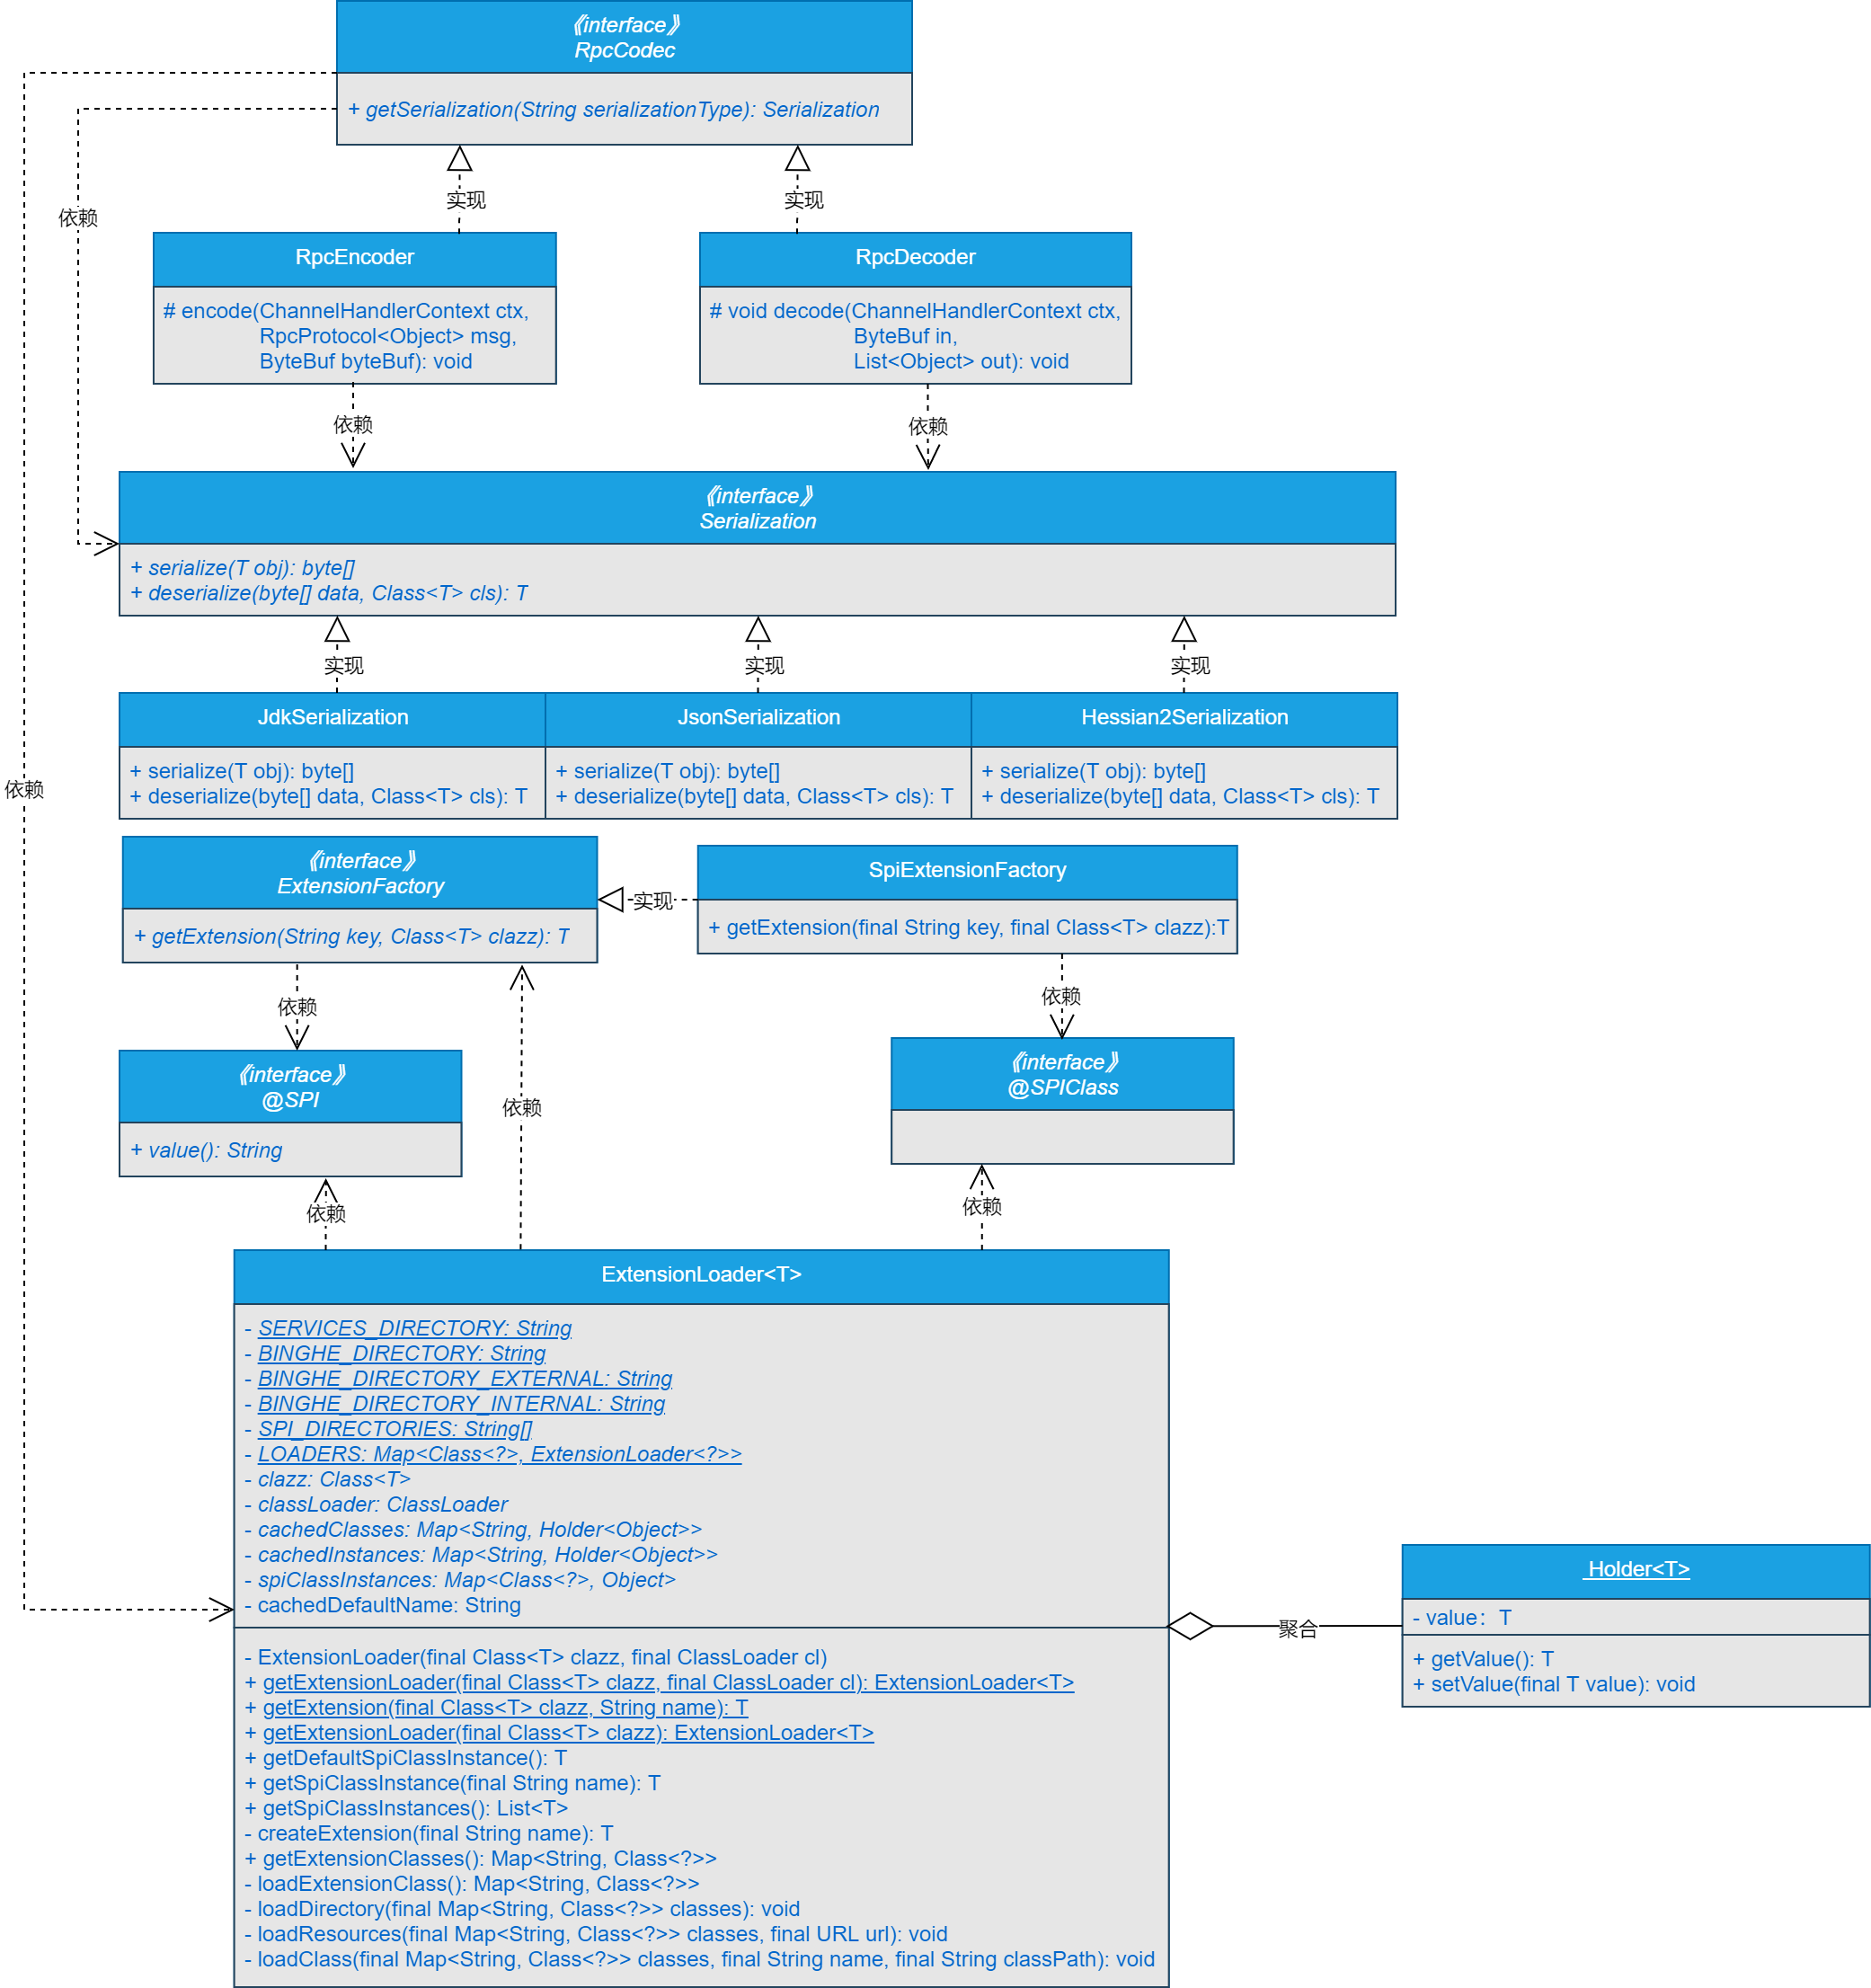 《interface》
RpcCodec
+ getSerialization(String serializationType): Serialization
实现
实现
依赖
RpcEncoder
# encode(ChannelHandlerContext ctx,
RpcProtocol<Object> msg,
ByteBuf byteBuf): void
RpcDecoder
# void decode(ChannelHandlerContext ctx,
ByteBuf in,
List<Object> out): void
依赖
依赖
《interface》
Serialization
+ serialize(T obj): byte[]
+ deserialize(byte[] data, Class<T> cls): T
实现
实现
实现
JdkSerialization
+ serialize(T obj): byte[]
+ deserialize(byte[] data, Class<T> cls): T
JsonSerialization
+ serialize(T obj): byte[]
+ deserialize(byte[] data, Class<T> cls): T
Hessian2Serialization
+ serialize(T obj): byte[]
+ deserialize(byte[] data, Class<T> cls): T
依赖
《interface》
ExtensionFactory
+ getExtension(String key, Class<T> clazz): T
实现
SpiExtensionFactory
+ getExtension(final String key, final Class<T> clazz):T
依赖
依赖
《interface》
@SPI
+ value(): String
依赖
《interface》
@SPIClass
依赖
依赖
ExtensionLoader<T>
- SERVICES_DIRECTORY: String
- BINGHE_DIRECTORY: String
- BINGHE_DIRECTORY_EXTERNAL: String
- BINGHE_DIRECTORY_INTERNAL: String
- SPI_DIRECTORIES: String[]
- LOADERS: Map<Class<?>, ExtensionLoader<?>>
- clazz: Class<T>
- classLoader: ClassLoader
- cachedClasses: Map<String, Holder<Object>>
- cachedInstances: Map<String, Holder<Object>>
- spiClassInstances: Map<Class<?>, Object>
- cachedDefaultName: String
- ExtensionLoader(final Class<T> clazz, final ClassLoader cl)
+ getExtensionLoader(final Class<T> clazz, final ClassLoader cl): ExtensionLoader<T>
+ getExtension(final Class<T> clazz, String name): T
+ getExtensionLoader(final Class<T> clazz): ExtensionLoader<T>
+ getDefaultSpiClassInstance(): T
+ getSpiClassInstance(final String name): T
+ getSpiClassInstances(): List<T>
- createExtension(final String name): T
+ getExtensionClasses(): Map<String, Class<?>>
- loadExtensionClass(): Map<String, Class<?>>
- loadDirectory(final Map<String, Class<?>> classes): void
- loadResources(final Map<String, Class<?>> classes, final URL url): void
- loadClass(final Map<String, Class<?>> classes, final String name, final String classPath): void
聚合
Holder<T>
- value：T
+ getValue(): T
+ setValue(final T value): void